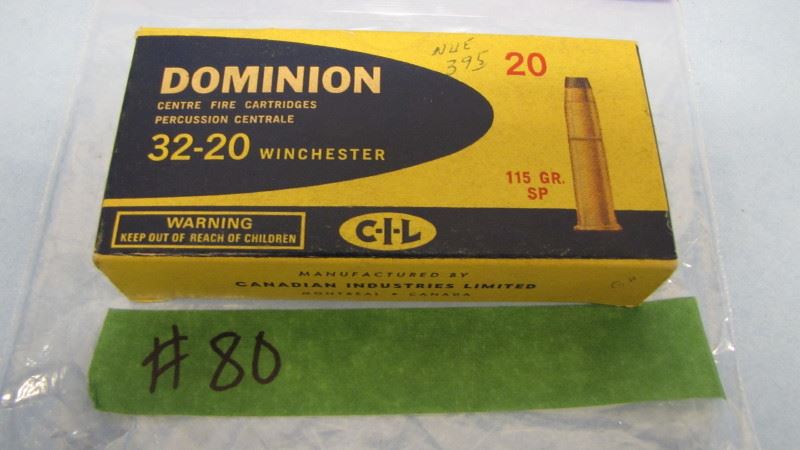 DOMINION
CENTRE FIRE CARTRIDGES
PERCUSSION CENTRALE
32-20 WINCHESTER
NUE
395
20
115 GR.
SP
WARNING
KEEP OUT OF REACH OF CHILDREN
C-I-L
MANUFACTURED BY
CANADIAN INDUSTRIES LIMITED
MONTREAL • CANADA
#80